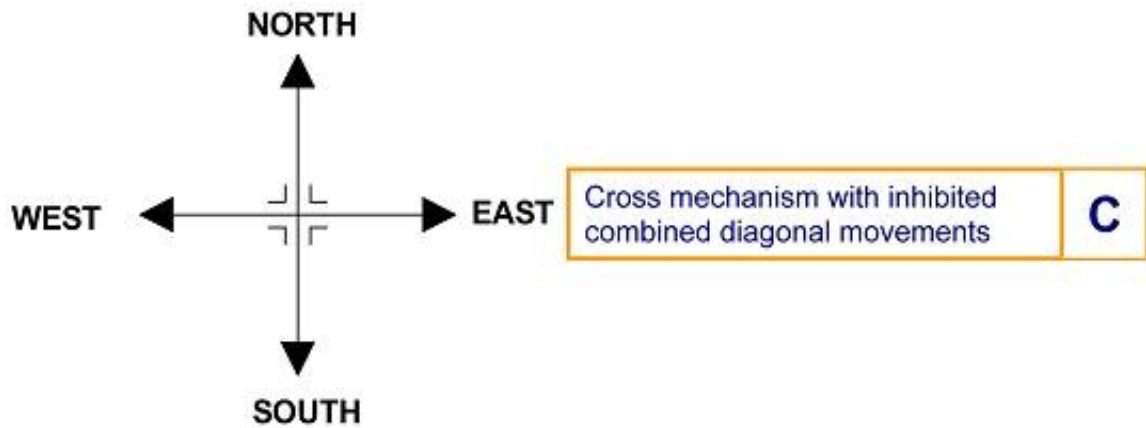 NORTH
WEST
EAST
Cross mechanism with inhibited
combined diagonal movements
C
SOUTH